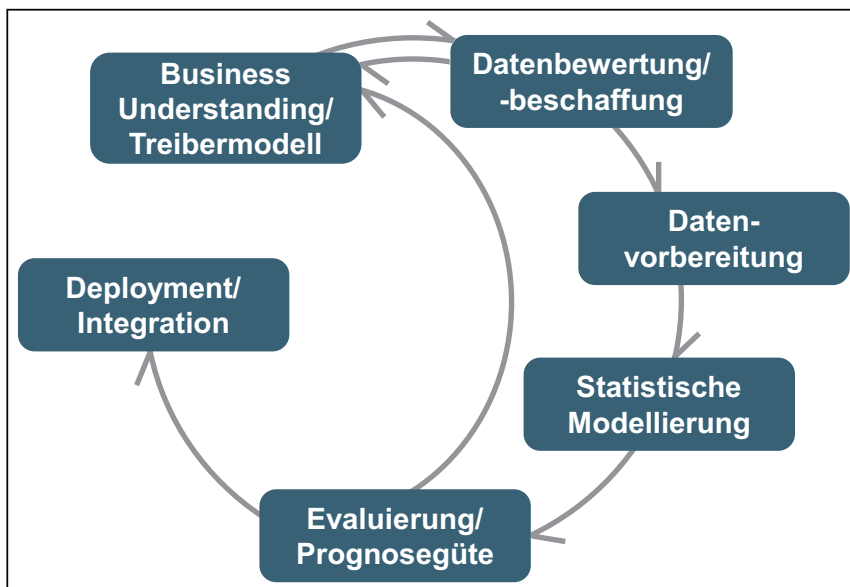 Business
Understanding/
Treibermodell
Datenbewertung/
-beschaffung
Daten-
vorbereitung
Statistische
Modellierung
Evaluierung/
Prognosegüte
Deployment/
Integration